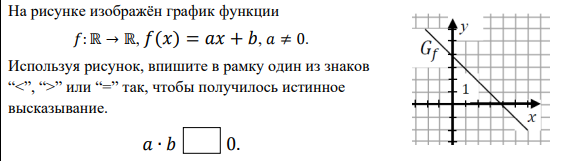 На рисунке изображён график функции
f: ℝ → ℝ, f(x) = ax + b, a ≠ 0.
Используя рисунок, впишите в рамку один из знаков
“<”, “>” или “=” так, чтобы получилось истинное
высказывание.
a · b □ 0.
y
G_f
1
x